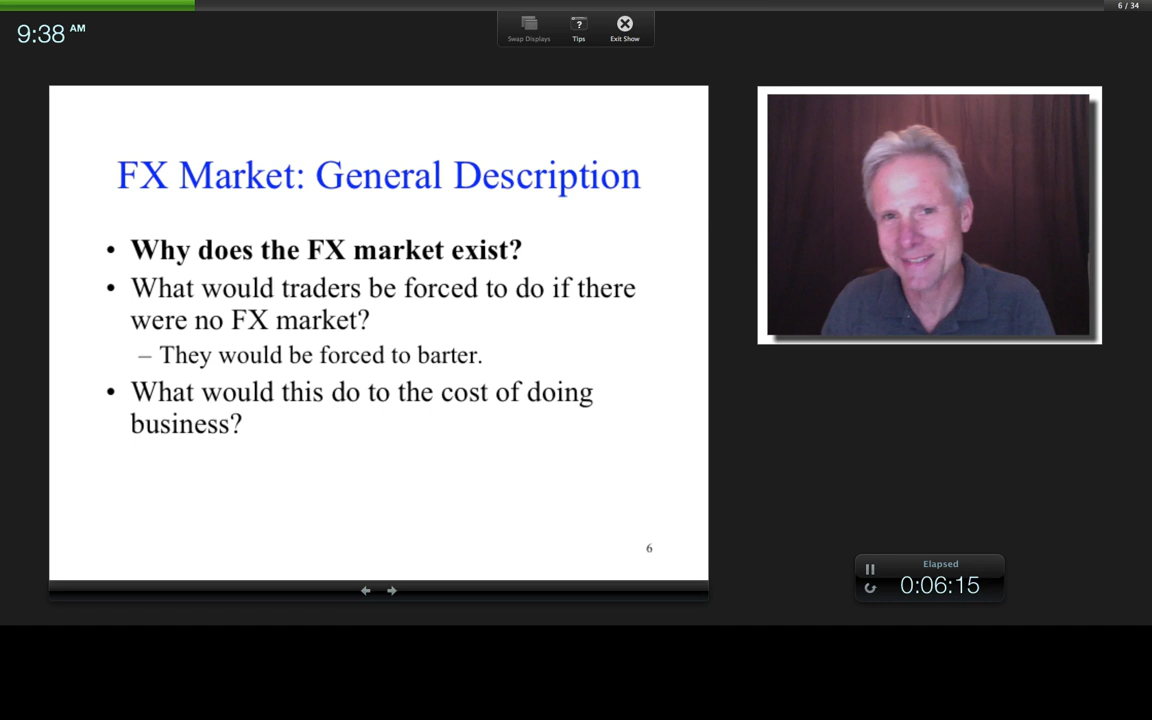 6 / 34
9:38 AM
Swap Displays
?
Tips
Exit Show
FX Market: General Description
• Why does the FX market exist?
• What would traders be forced to do if there
were no FX market?
– They would be forced to barter.
• What would this do to the cost of doing
business?
6
Elapsed
0:06:15